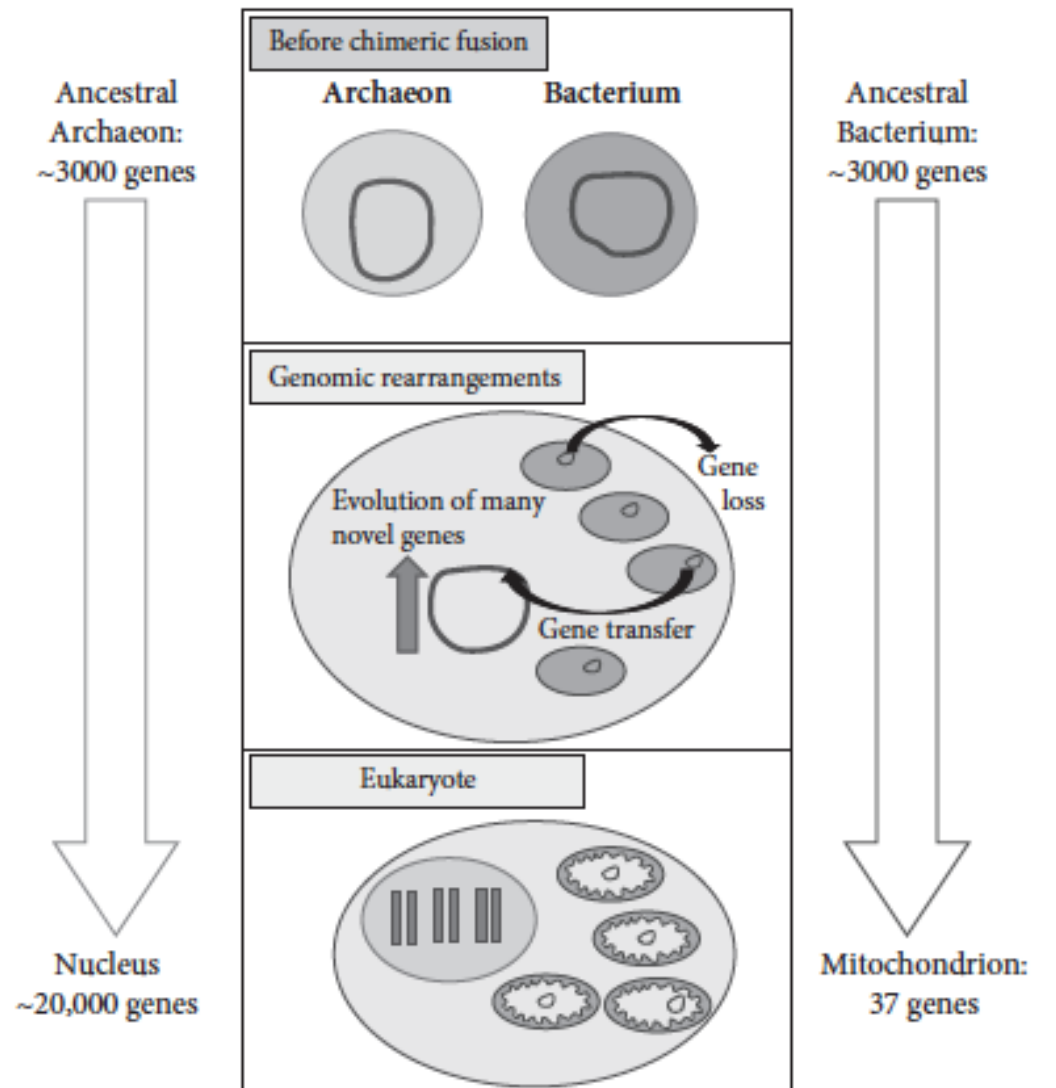 Before chimeric fusion
Archaeon
Bacterium
Ancestral
Archaeon:
~3000 genes
Ancestral
Bacterium:
~3000 genes
Genomic rearrangements
Gene
loss
Evolution of many
novel genes
Gene transfer
Eukaryote
Nucleus
~20,000 genes
Mitochondrion:
37 genes